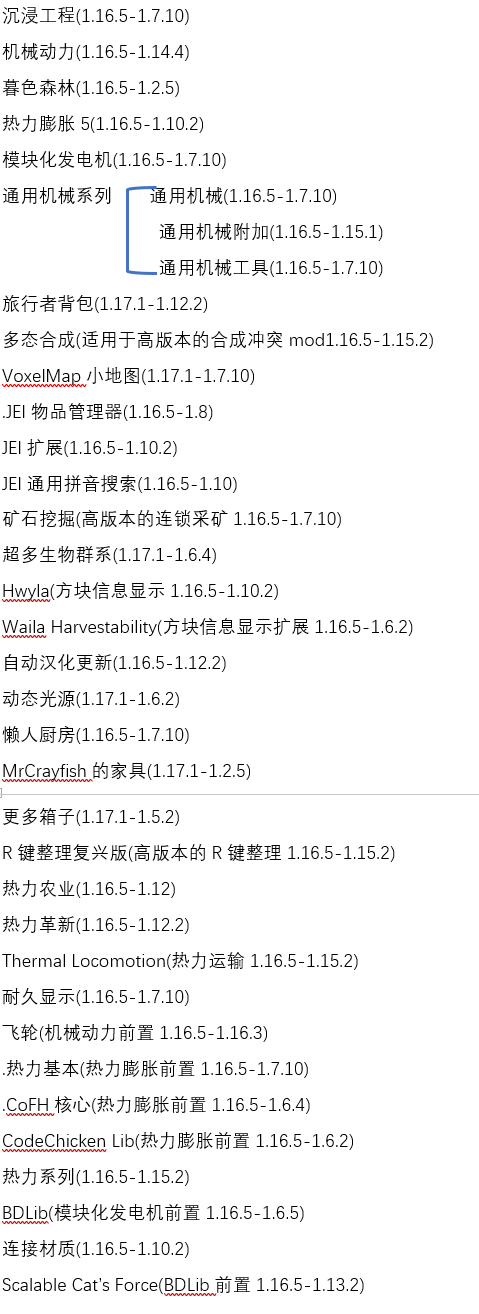 沉浸工程(1.16.5-1.7.10)
机械动力(1.16.5-1.14.4)
暮色森林(1.16.5-1.2.5)
热力膨胀 5(1.16.5-1.10.2)
模块化发电机(1.16.5-1.7.10)
通用机械系列 通用机械(1.16.5-1.7.10)
通用机械附加(1.16.5-1.15.1)
通用机械工具(1.16.5-1.7.10)
旅行者背包(1.17.1-1.12.2)
多态合成(适用于高版本的合成冲突 mod1.16.5-1.15.2)
VoxelMap 小地图(1.17.1-1.7.10)
.JEI 物品管理器(1.16.5-1.8)
JEI 扩展(1.16.5-1.10.2)
JEI 通用拼音搜索(1.16.5-1.10)
矿石挖掘(高版本的连锁采矿 1.16.5-1.7.10)
超多生物群系(1.17.1-1.6.4)
Hwyla(方块信息显示 1.16.5-1.10.2)
Waila Harvestability(方块信息显示扩展 1.16.5-1.6.2)
自动汉化更新(1.16.5-1.12.2)
动态光源(1.17.1-1.6.2)
懒人厨房(1.16.5-1.7.10)
MrCrayfish 的家具(1.17.1-1.2.5)
更多箱子(1.17.1-1.5.2)
R 键整理复兴版(高版本的 R 键整理 1.16.5-1.15.2)
热力农业(1.16.5-1.12)
热力革新(1.16.5-1.12.2)
Thermal Locomotion(热力运输 1.16.5-1.15.2)
耐久显示(1.16.5-1.7.10)
飞轮(机械动力前置 1.16.5-1.16.3)
.热力基本(热力膨胀前置 1.16.5-1.7.10)
.CoFH 核心(热力膨胀前置 1.16.5-1.6.4)
CodeChicken Lib(热力膨胀前置 1.16.5-1.6.2)
热力系列(1.16.5-1.15.2)
BDLib(模块化发电机前置 1.16.5-1.6.5)
连接材质(1.16.5-1.10.2)
Scalable Cat's Force(BDLib 前置 1.16.5-1.13.2)